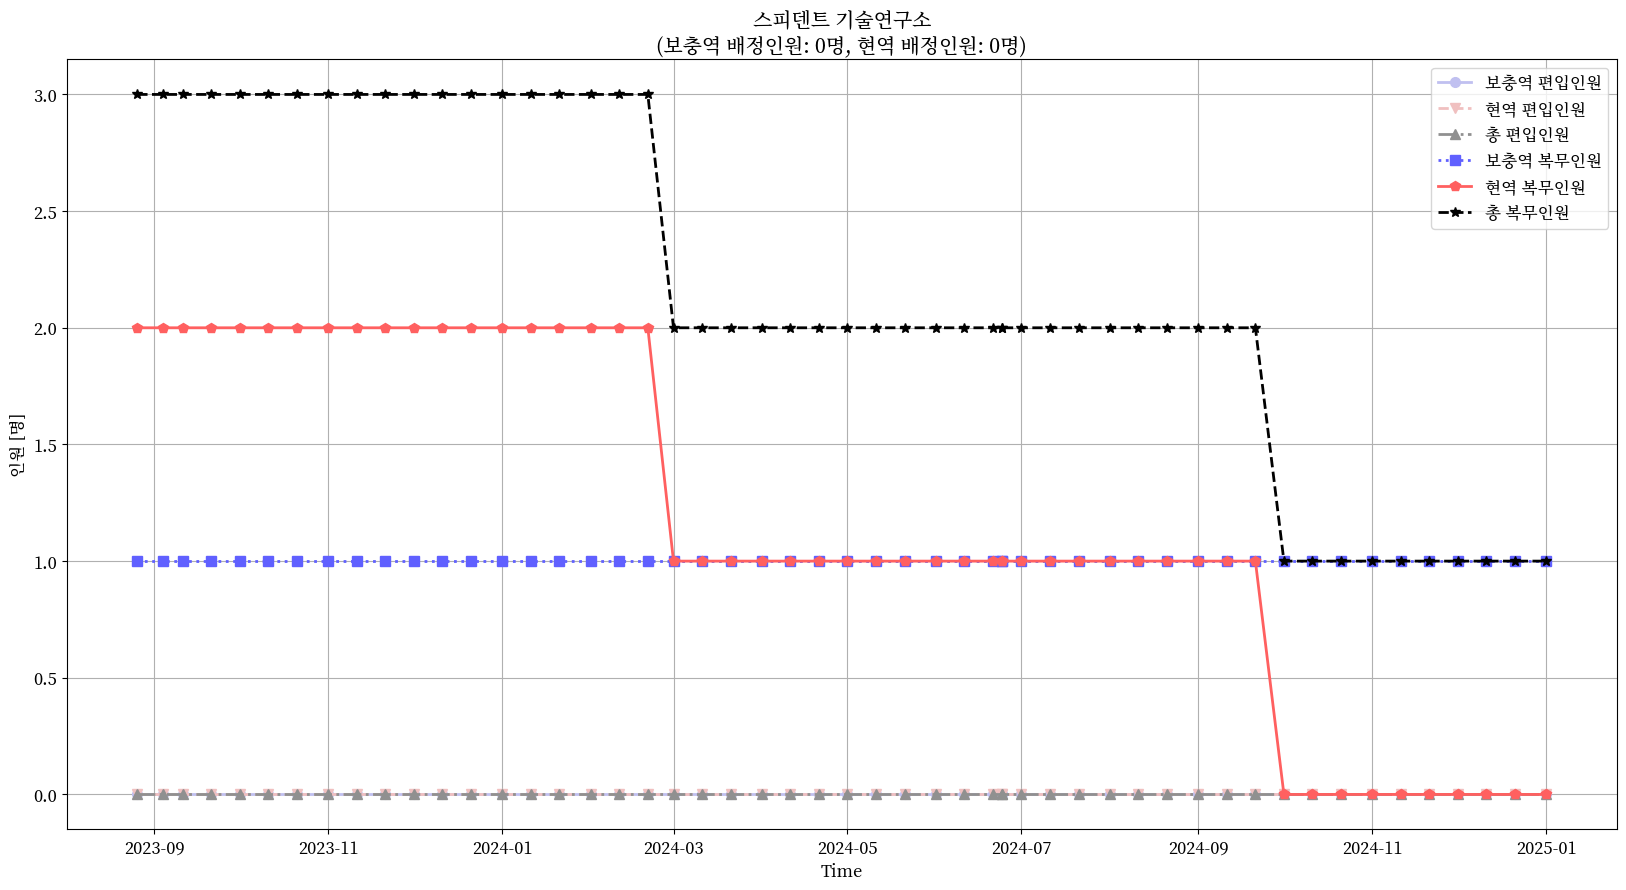 스피덴트 기술연구소
(보충역 배정인원: 0명, 현역 배정인원: 0명)
보충역 편입인원
현역 편입인원
총 편입인원
보충역 복무인원
현역 복무인원
총 복무인원
인원 [명]
3.0
2.5
2.0
1.5
1.0
0.5
0.0
2023-09 2023-11 2024-01 2024-03 2024-05 2024-07 2024-09 2024-11 2025-01
Time